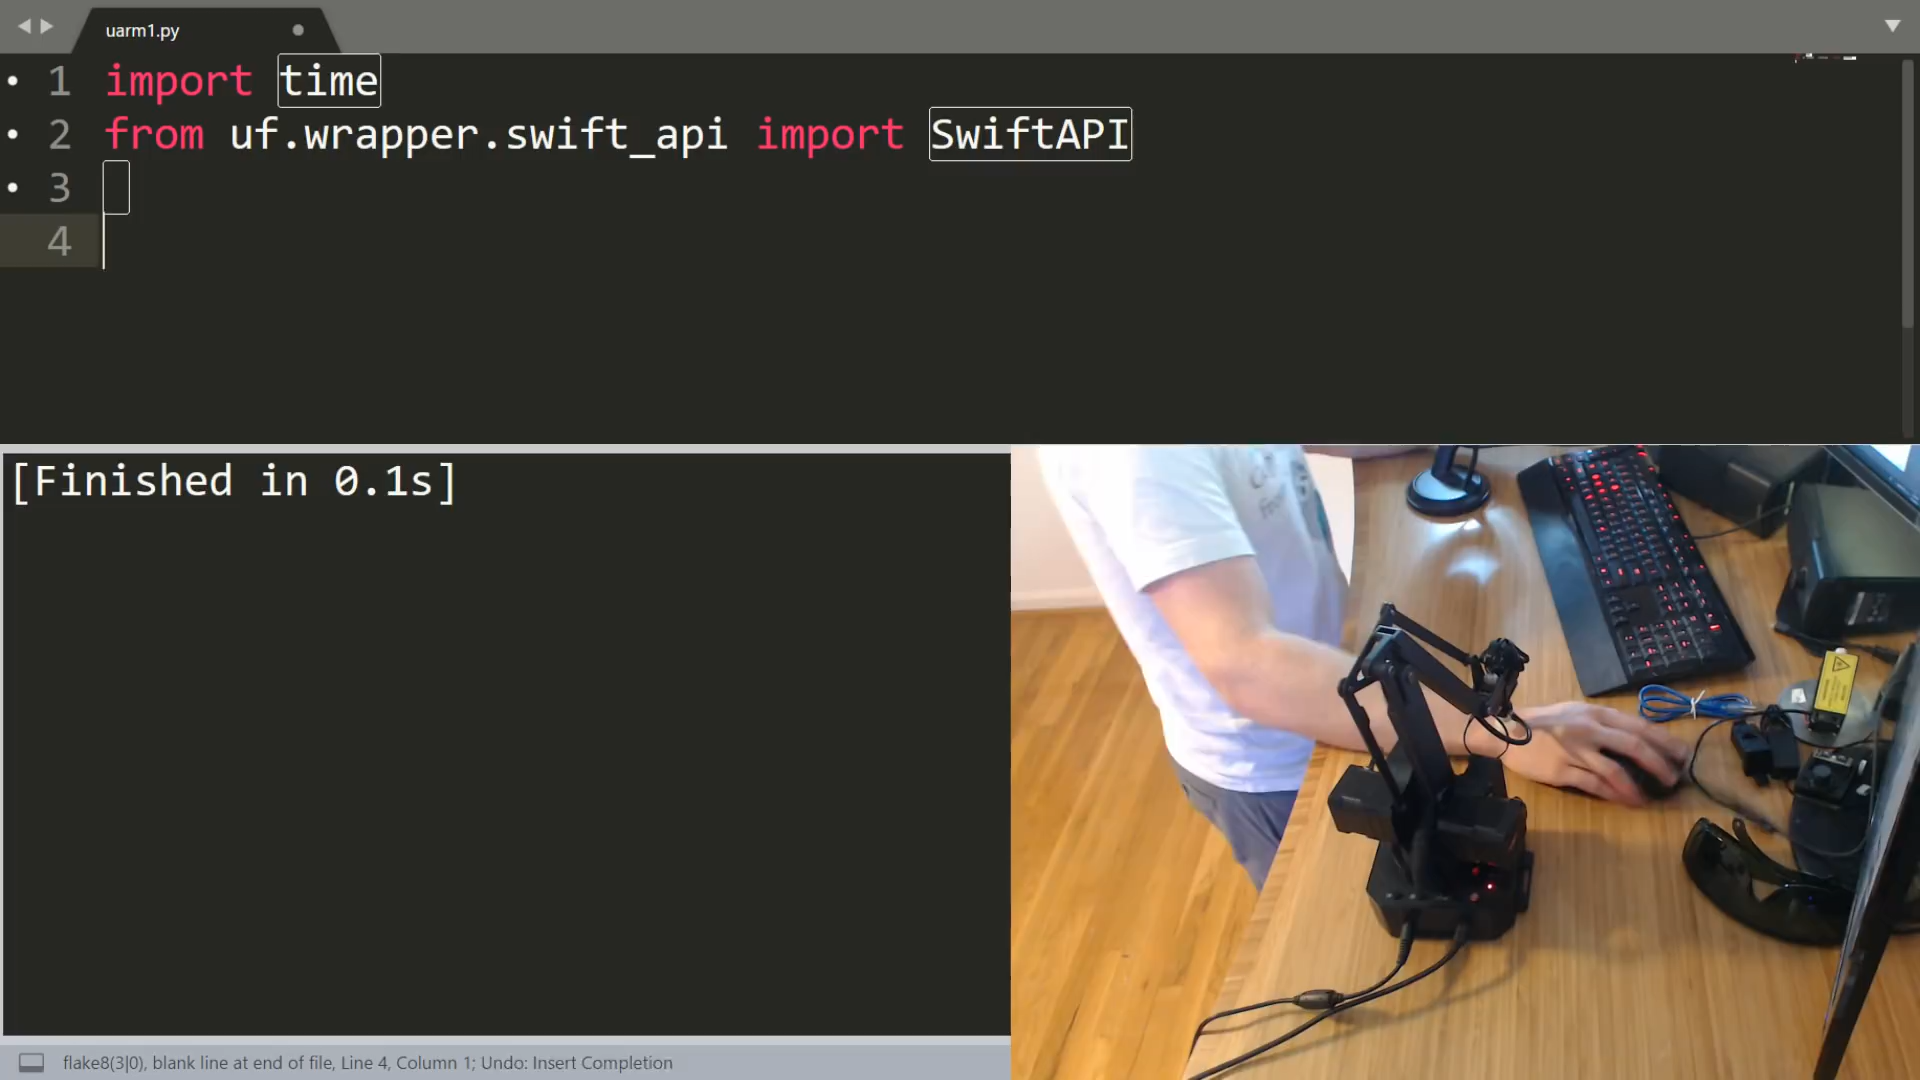 uarm1.py
1 import time
2 from uf.wrapper.swift_api import SwiftAPI
3
4
[Finished in 0.1s]
flake8(3|0), blank line at end of file, Line 4, Column 1; Undo: Insert Completion